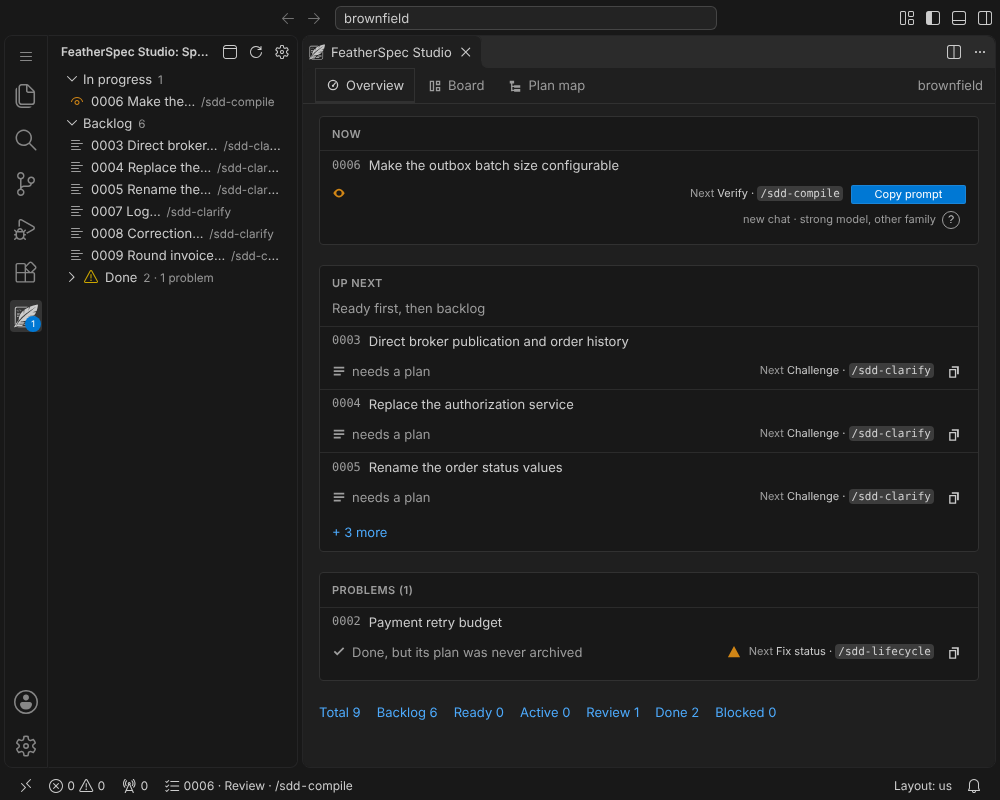 brownfield
FeatherSpec Studio: Sp...
In progress 1
0006 Make the... /sdd-compile
Backlog 6
0003 Direct broker... /sdd-cla...
0004 Replace the... /sdd-clar...
0005 Rename the... /sdd-clar...
0007 Log... /sdd-clarify
0008 Correction... /sdd-clarify
0009 Round invoice... /sdd-c...
Done 2 · 1 problem
1
FeatherSpec Studio
Overview Board Plan map brownfield
NOW
0006 Make the outbox batch size configurable
Next Verify · /sdd-compile Copy prompt
new chat · strong model, other family ?
UP NEXT
Ready first, then backlog
0003 Direct broker publication and order history
needs a plan Next Challenge · /sdd-clarify
0004 Replace the authorization service
needs a plan Next Challenge · /sdd-clarify
0005 Rename the order status values
needs a plan Next Challenge · /sdd-clarify
+ 3 more
PROBLEMS (1)
0002 Payment retry budget
Done, but its plan was never archived Next Fix status · /sdd-lifecycle
Total 9 Backlog 6 Ready 0 Active 0 Review 1 Done 2 Blocked 0
0 0 0 0006 · Review · /sdd-compile Layout: us